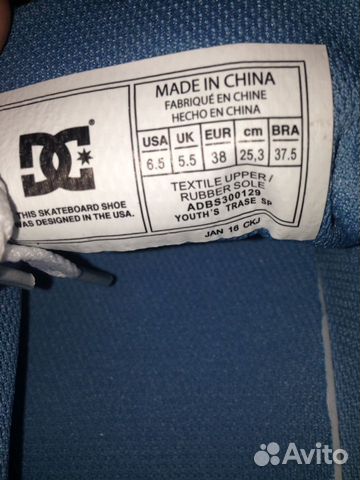 MADE IN CHINA
FABRIQUÉ EN CHINE
HECHO EN CHINA
USA UK EUR cm BRA
6.5 5.5 38 25,3 37.5
TEXTILE UPPER/
RUBBER SOLE
ADBS300129
YOUTH'S TRASE SP
JAN 16 CKJ
DC
®
THIS SKATEBOARD SHOE
WAS DESIGNED IN THE USA.
Avito